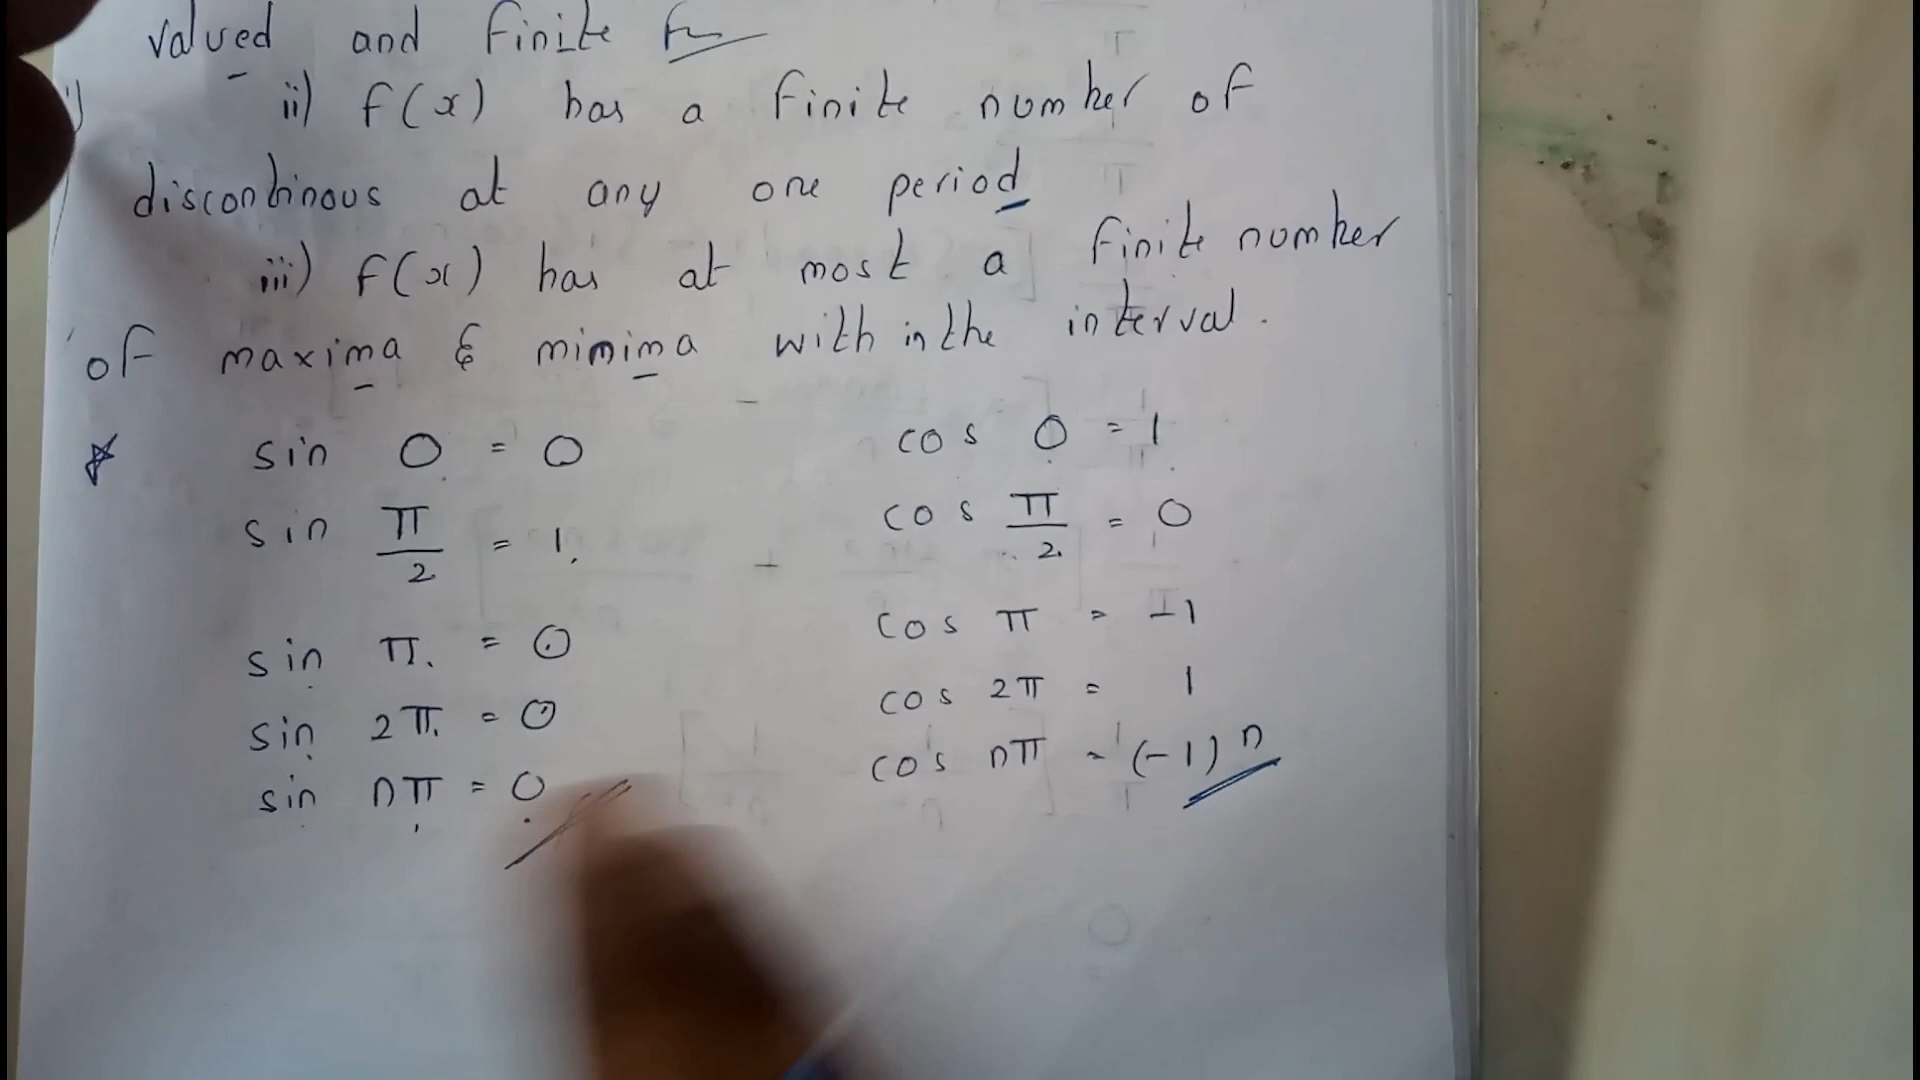 valued and finite fn
ii) f(x) has a finite number of
discontinous at any one period
iii) f(x) has at most a finite number
of maxima & minima with in the interval.
sin 0 = 0 cos 0 = 1
sin π/2 = 1. cos π/2 = 0
sin π = 0 cos π = -1
sin 2π = 0 cos 2π = 1
sin nπ = 0 cos nπ = (-1)^n